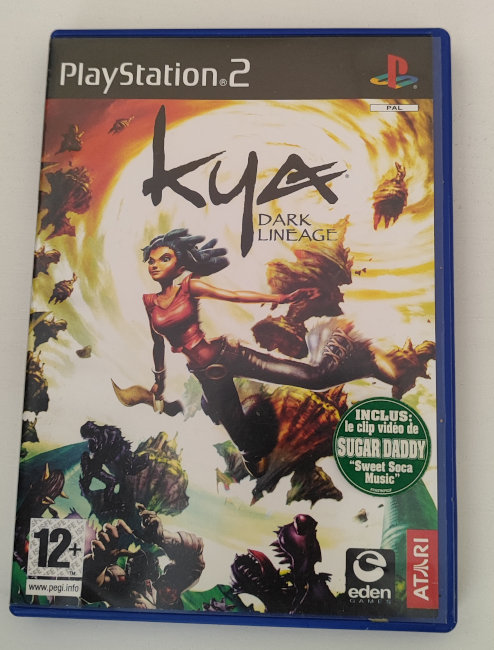 PlayStation®2
PAL
kya
DARK
LINEAGE
INCLUS:
le clip vidéo de
SUGAR DADDY
"Sweet Soca
Music"
12+
www.pegi.info
eden
GAMES
ATARI